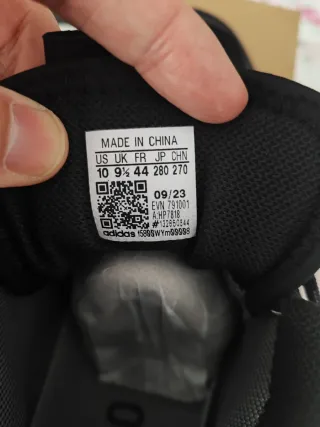 MADE IN CHINA
US UK FR JP CHN
10 9½ 44 280 270
09/23
EVN 791001
A:HP7818
adidas